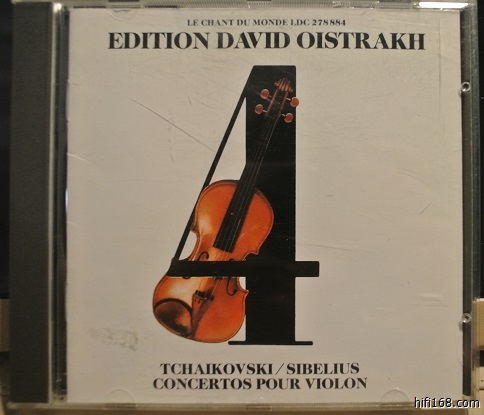 LE CHANT DU MONDE LDC 278 884
EDITION DAVID OISTRAKH
4
TCHAIKOVSKI / SIBELIUS
CONCERTOS POUR VIOLON
hifi168.com